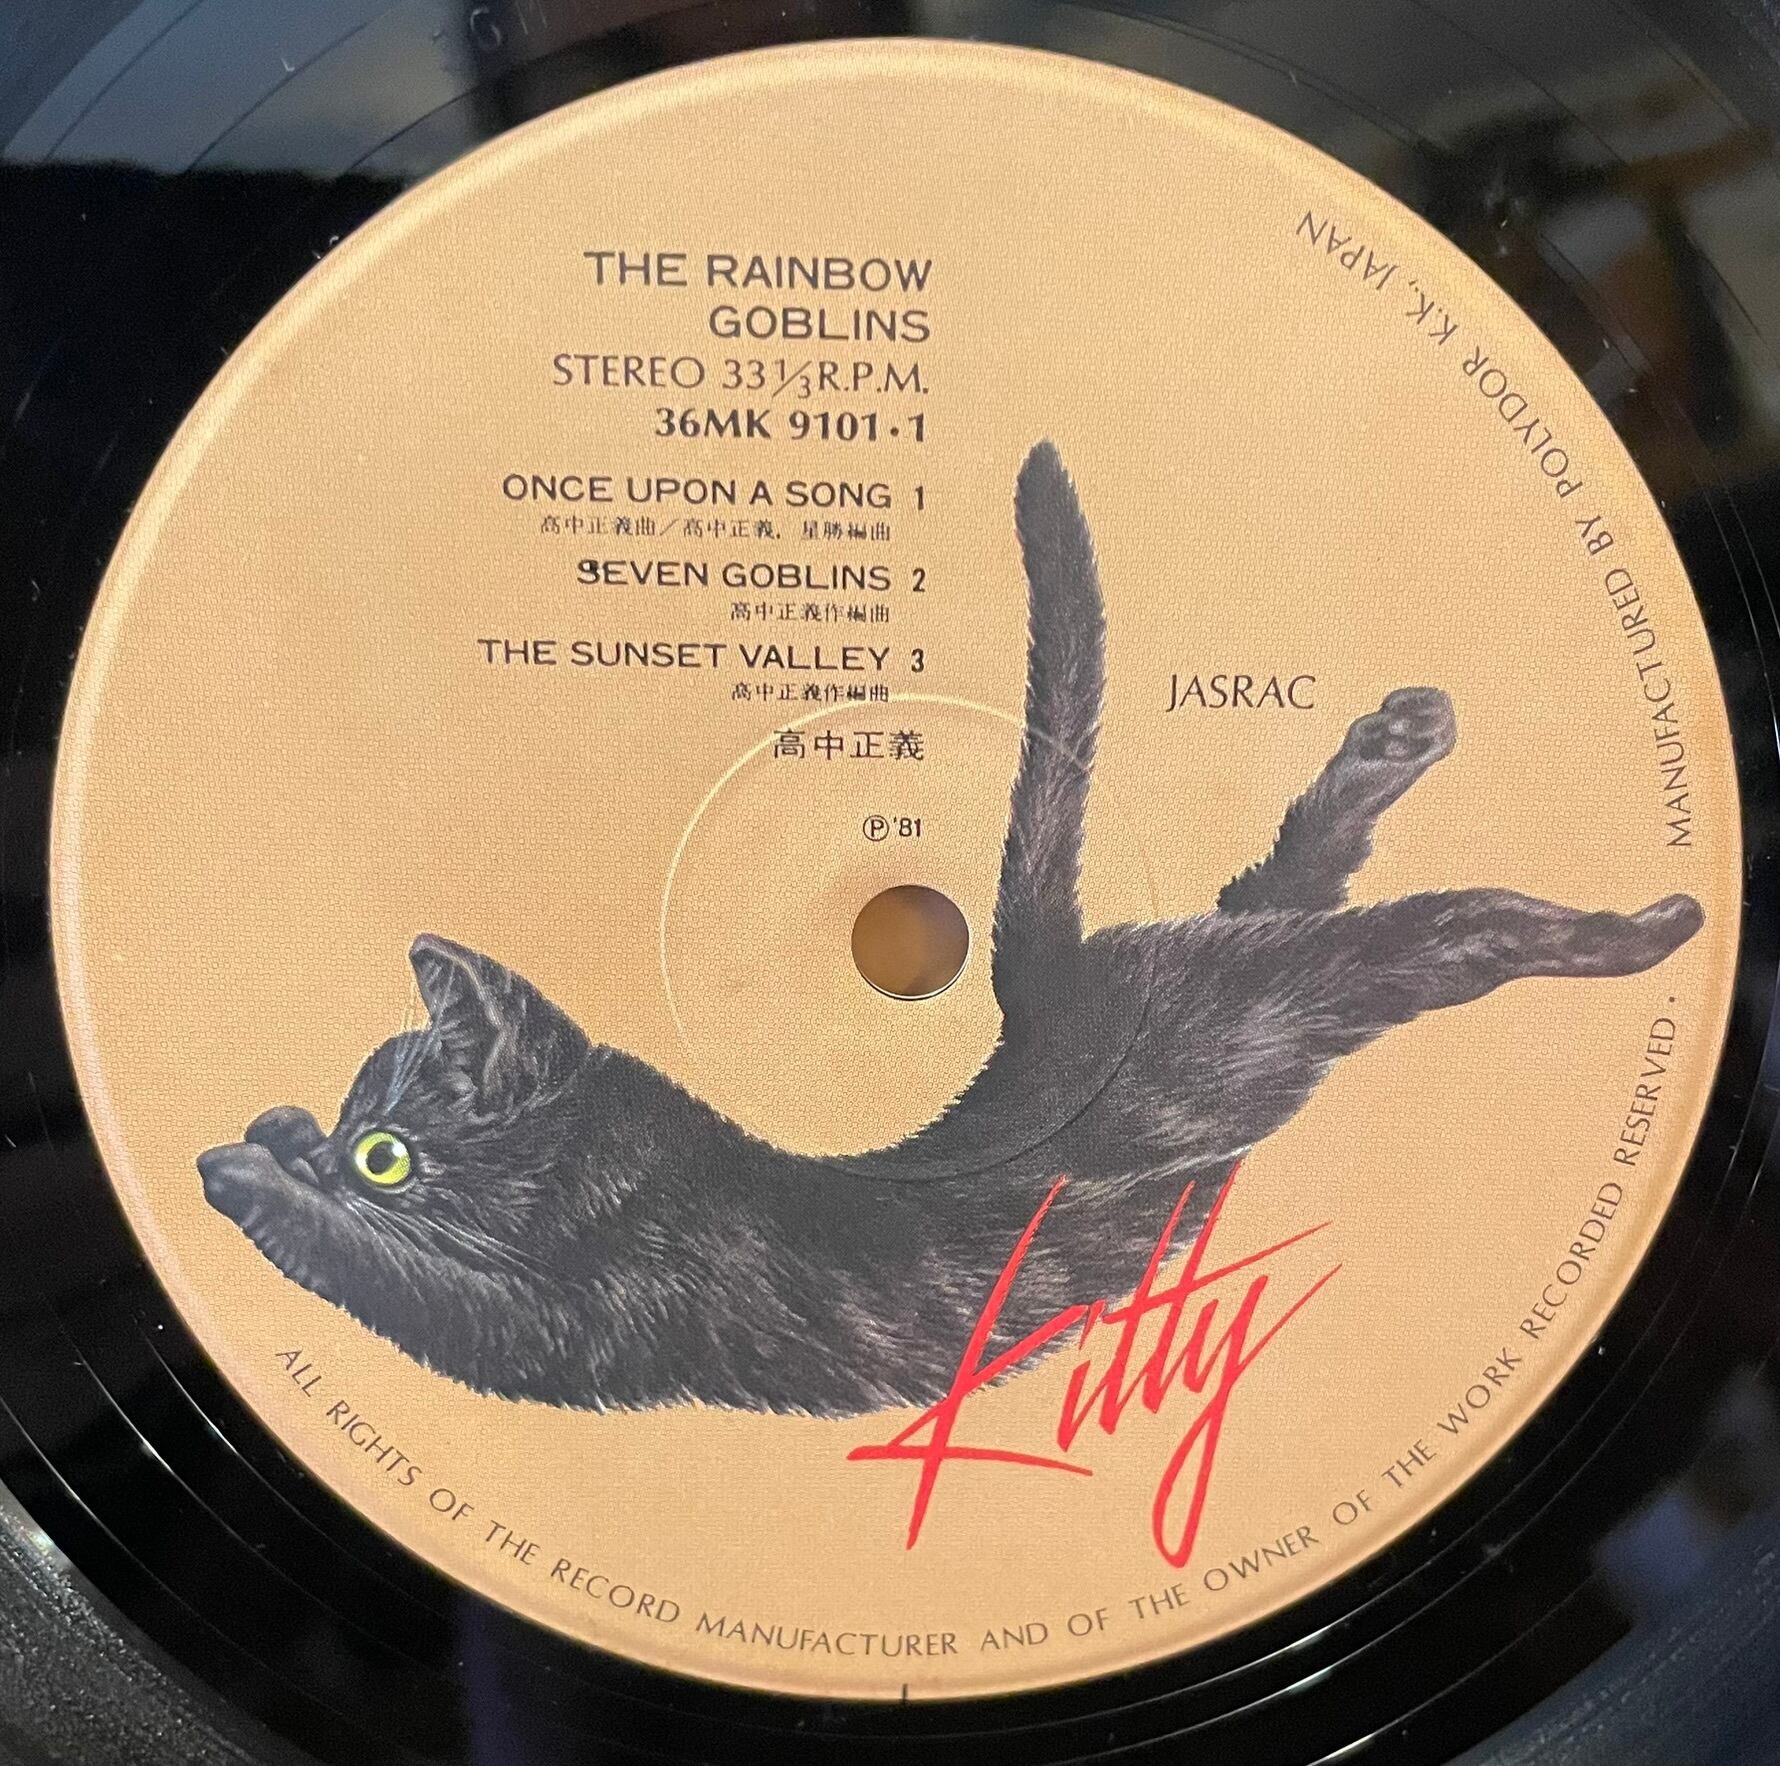 THE RAINBOW
GOBLINS
STEREO 33 1/3 R.P.M.
36MK 9101・1
ONCE UPON A SONG 1
高中正義曲/高中正義,星勝編曲
SEVEN GOBLINS 2
高中正義作編曲
THE SUNSET VALLEY 3
高中正義作編曲
高中正義
JASRAC
Ⓟ'81
Kitty
ALL RIGHTS OF THE RECORD MANUFACTURER AND OF THE OWNER OF THE WORK RECORDED RESERVED. MANUFACTURED BY POLYDOR K.K., JAPAN